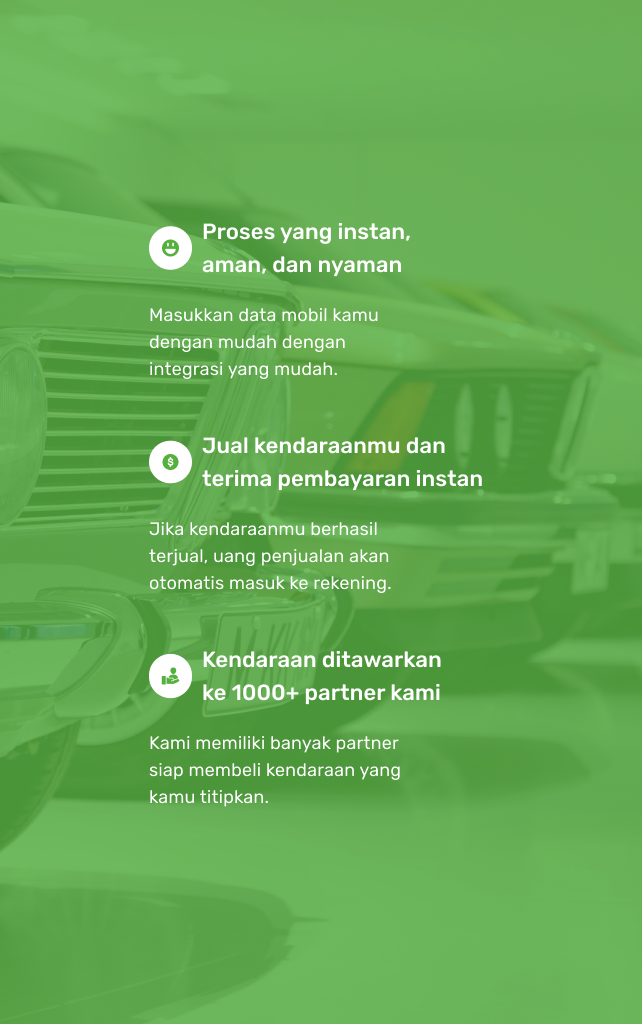 Proses yang instan,
aman, dan nyaman
Masukkan data mobil kamu
dengan mudah dengan
integrasi yang mudah.
Jual kendaraanmu dan
terima pembayaran instan
Jika kendaraanmu berhasil
terjual, uang penjualan akan
otomatis masuk ke rekening.
Kendaraan ditawarkan
ke 1000+ partner kami
Kami memiliki banyak partner
siap membeli kendaraan yang
kamu titipkan.